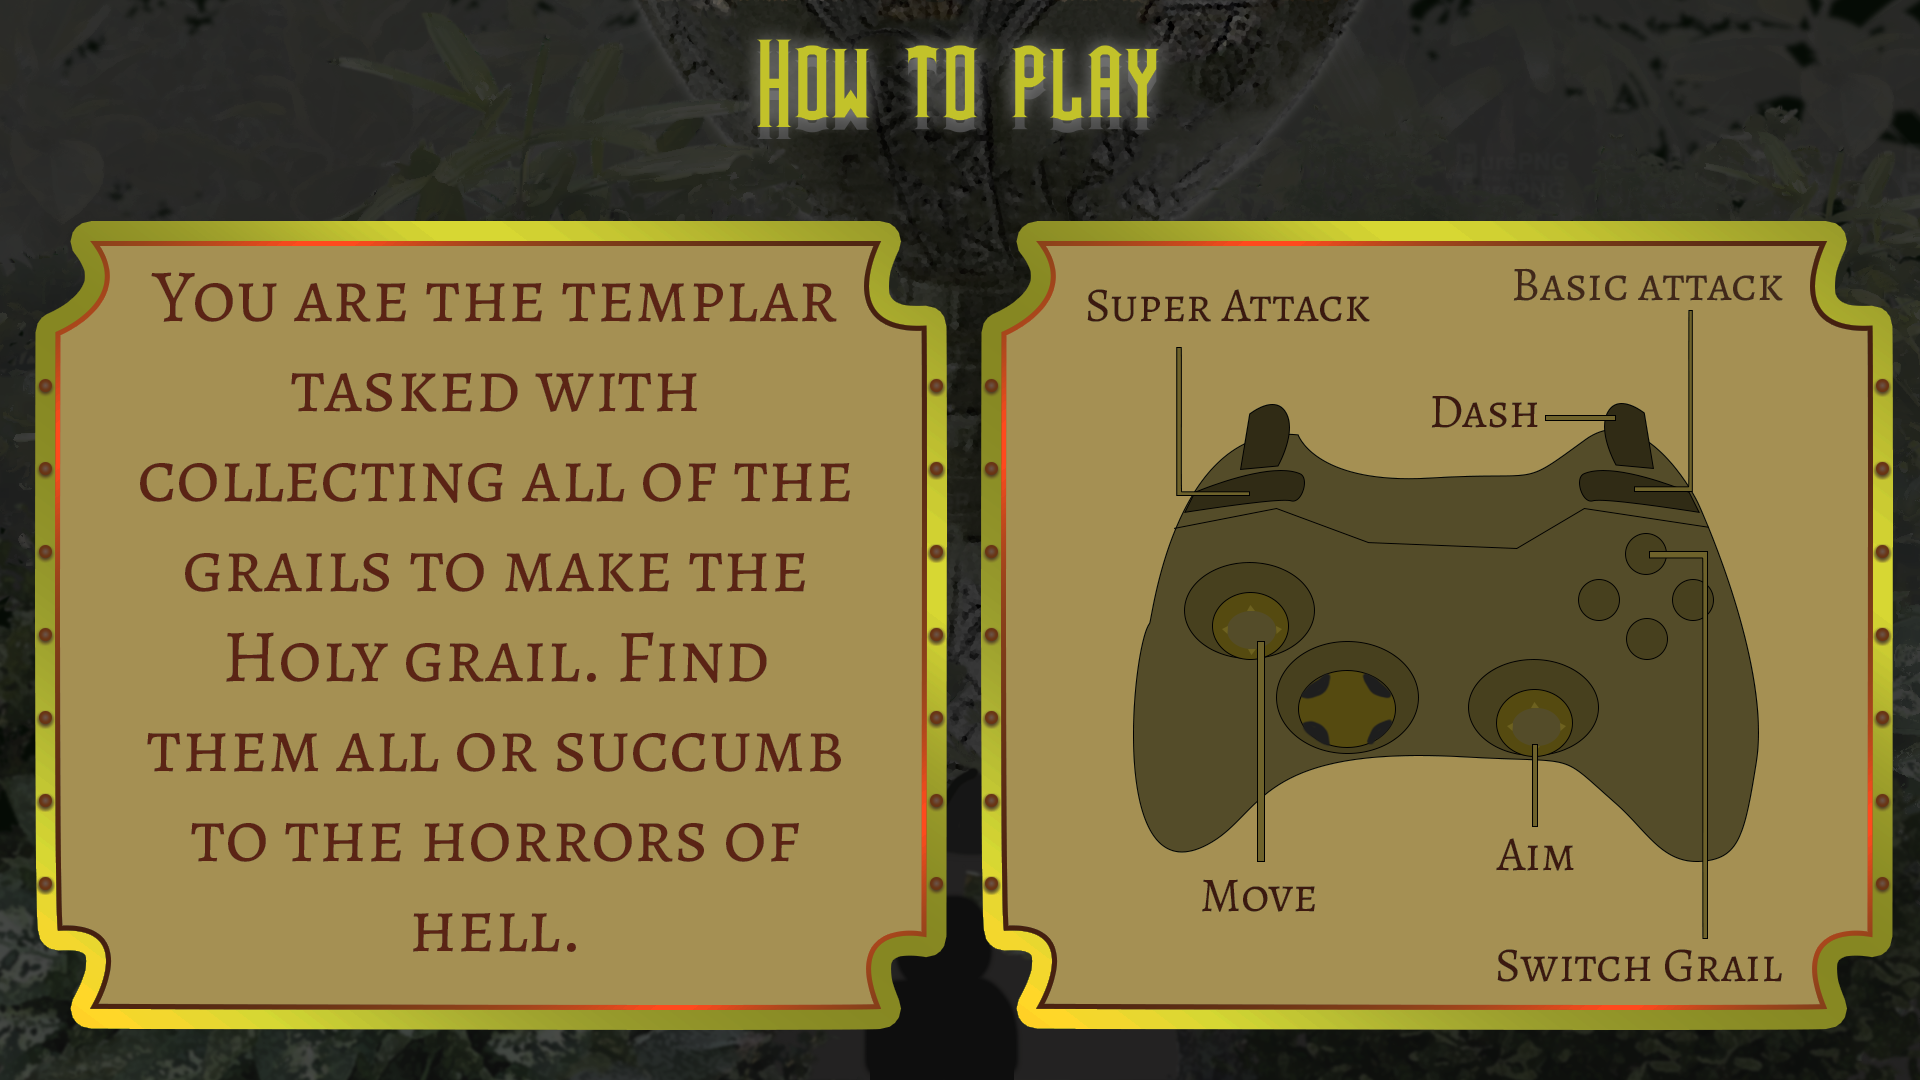 How to play
You are the templar
tasked with
collecting all of the
grails to make the
Holy grail. Find
them all or succumb
to the horrors of
hell.
Super Attack
Basic attack
Dash
Aim
Move
Switch Grail